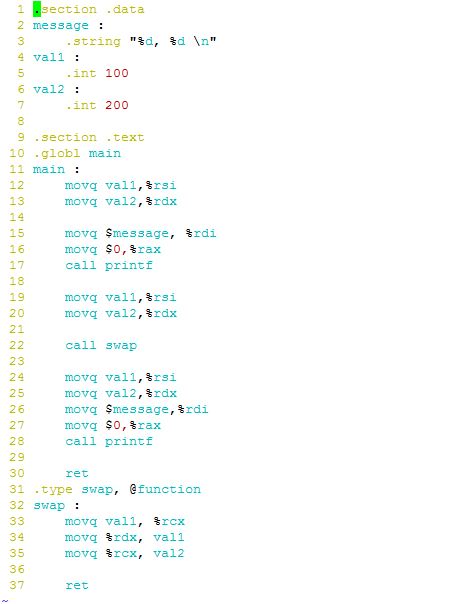 1 .section .data
2 message :
3     .string "%d, %d \n"
4 val1 :
5     .int 100
6 val2 :
7     .int 200
8
9 .section .text
10 .globl main
11 main :
12     movq val1,%rsi
13     movq val2,%rdx
14
15     movq $message, %rdi
16     movq $0,%rax
17     call printf
18
19     movq val1,%rsi
20     movq val2,%rdx
21
22     call swap
23
24     movq val1,%rsi
25     movq val2,%rdx
26     movq $message,%rdi
27     movq $0,%rax
28     call printf
29
30     ret
31 .type swap, @function
32 swap :
33     movq val1, %rcx
34     movq %rdx, val1
35     movq %rcx, val2
36
37     ret
~